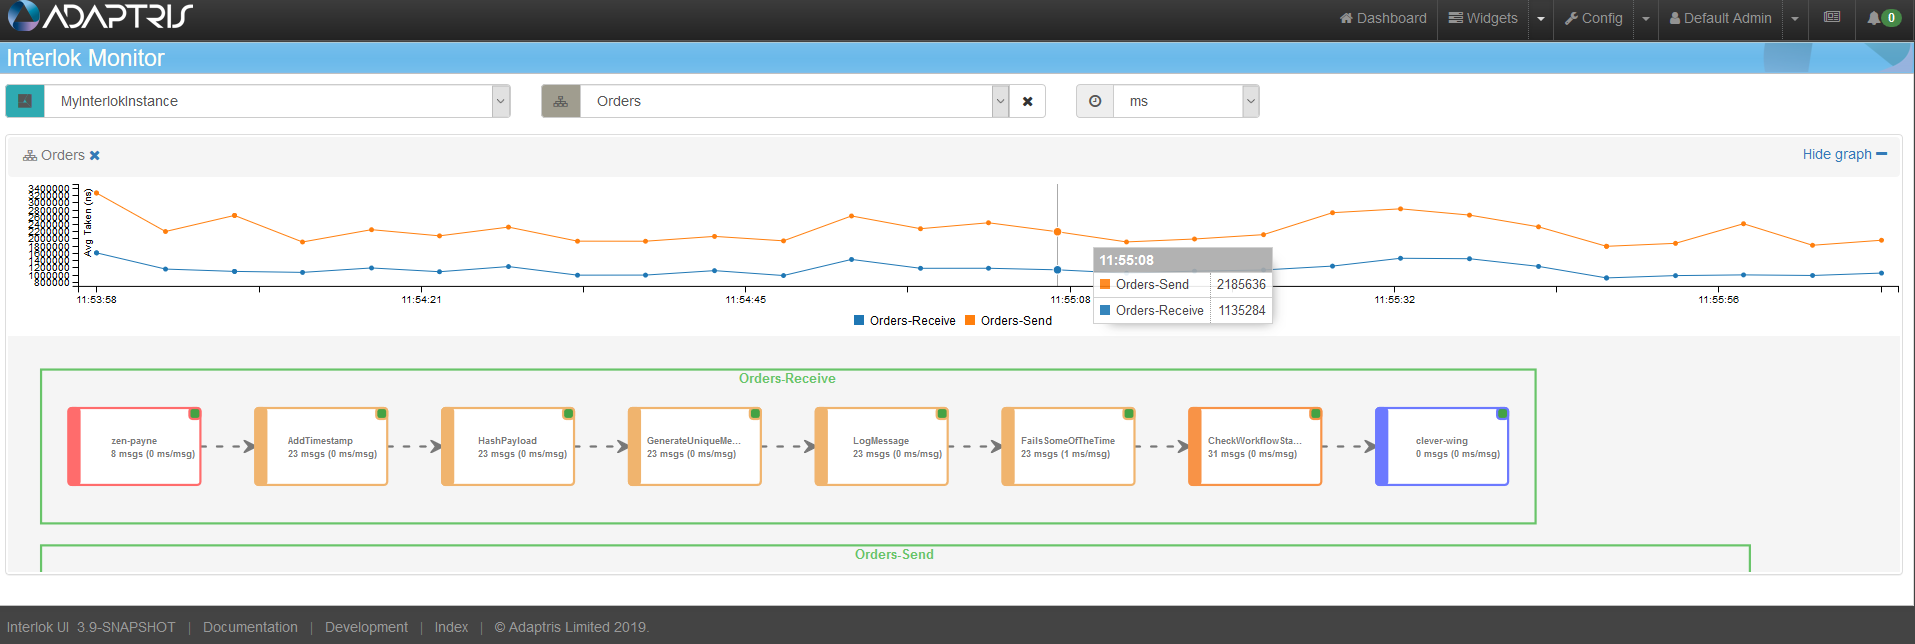 ADAPTRIS
Dashboard Widgets Config Default Admin 0
Interlok Monitor
MyInterlokInstance Orders ms
Orders Hide graph
3400000
3200000
3000000
2800000
2600000
2400000
2200000
2000000
1800000
1600000
1400000
1200000
1000000
800000
Avg Taken (ns)
11:53:58 11:54:21 11:54:45 11:55:08 11:55:32 11:55:56
11:55:08
Orders-Send 2185636
Orders-Receive 1135284
Orders-Receive Orders-Send
Orders-Receive
zen-payne
8 msgs (0 ms/msg)
AddTimestamp
23 msgs (0 ms/msg)
HashPayload
23 msgs (0 ms/msg)
GenerateUniqueMe...
23 msgs (0 ms/msg)
LogMessage
23 msgs (0 ms/msg)
FailsSomeOfTheTime
23 msgs (1 ms/msg)
CheckWorkflowSta...
31 msgs (0 ms/msg)
clever-wing
0 msgs (0 ms/msg)
Orders-Send
Interlok UI 3.9-SNAPSHOT | Documentation | Development | Index | © Adaptris Limited 2019.